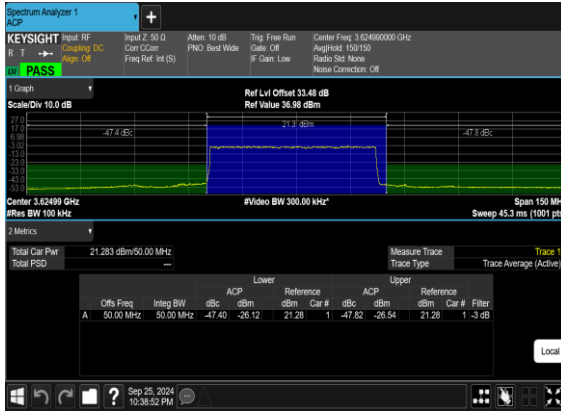 Spectrum Analyzer 1
ACP
KEYSIGHT Input: RF Input Z: 50 Ω Atten: 10 dB Trig: Free Run Center Freq: 3.624990000 GHz
R T Coupling: DC Corr CCorr PNO: Best Wide Gate: Off Avg|Hold: 150/150
Align: Off Freq Ref: Int (S) IF Gain: Low Radio Std: None
PASS Noise Correction: Off
1 Graph Ref Lvl Offset 33.48 dB
Scale/Div 10.0 dB Ref Value 36.98 dBm
27.0
17.0
6.98
-3.02
-13.0
-23.0
-33.0
-43.0
-53.0
-47.4 dBc
21.3 dBm
-47.8 dBc
Center 3.62499 GHz #Video BW 300.00 kHz* Span 150 MH
#Res BW 100 kHz Sweep 45.3 ms (1001 pts
2 Metrics
Total Car Pwr 21.283 dBm/50.00 MHz Measure Trace Trace 1
Total PSD --- Trace Type Trace Average (Active)
Lower Upper
ACP Reference ACP Reference
Offs Freq Integ BW dBc dBm dBm Car # dBc dBm dBm Car # Filter
A 50.00 MHz 50.00 MHz -47.40 -26.12 21.28 1 -47.82 -26.54 21.28 1 -3 dB
Local
Sep 25, 2024
10:38:52 PM